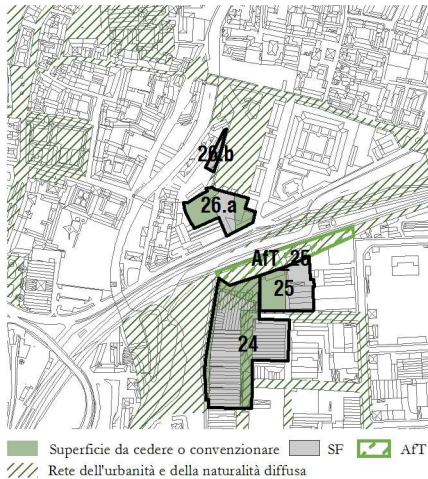 26.b
26.a
AfT 25
25
24
Superficie da cedere o convenzionare SF AfT
Rete dell'urbanità e della naturalità diffusa